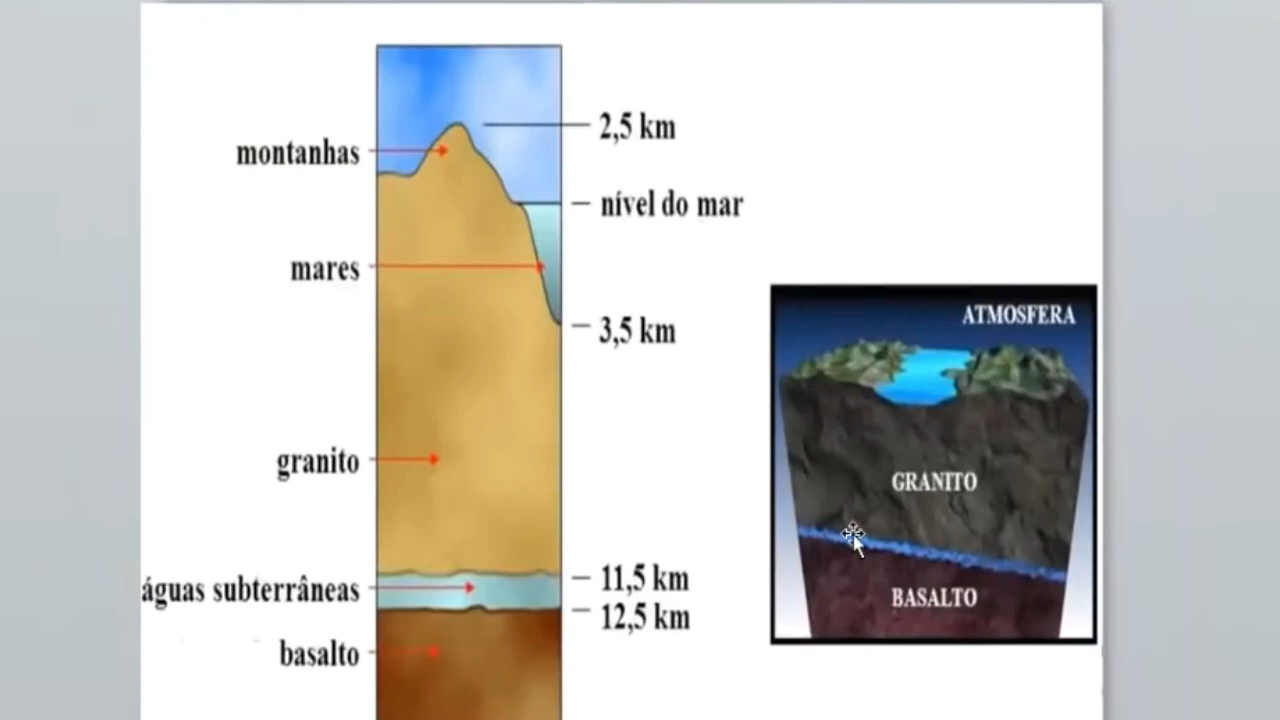 2,5 km
montanhas
nível do mar
mares
3,5 km
granito
águas subterrâneas
11,5 km
12,5 km
basalto
ATMOSFERA
GRANITO
BASALTO